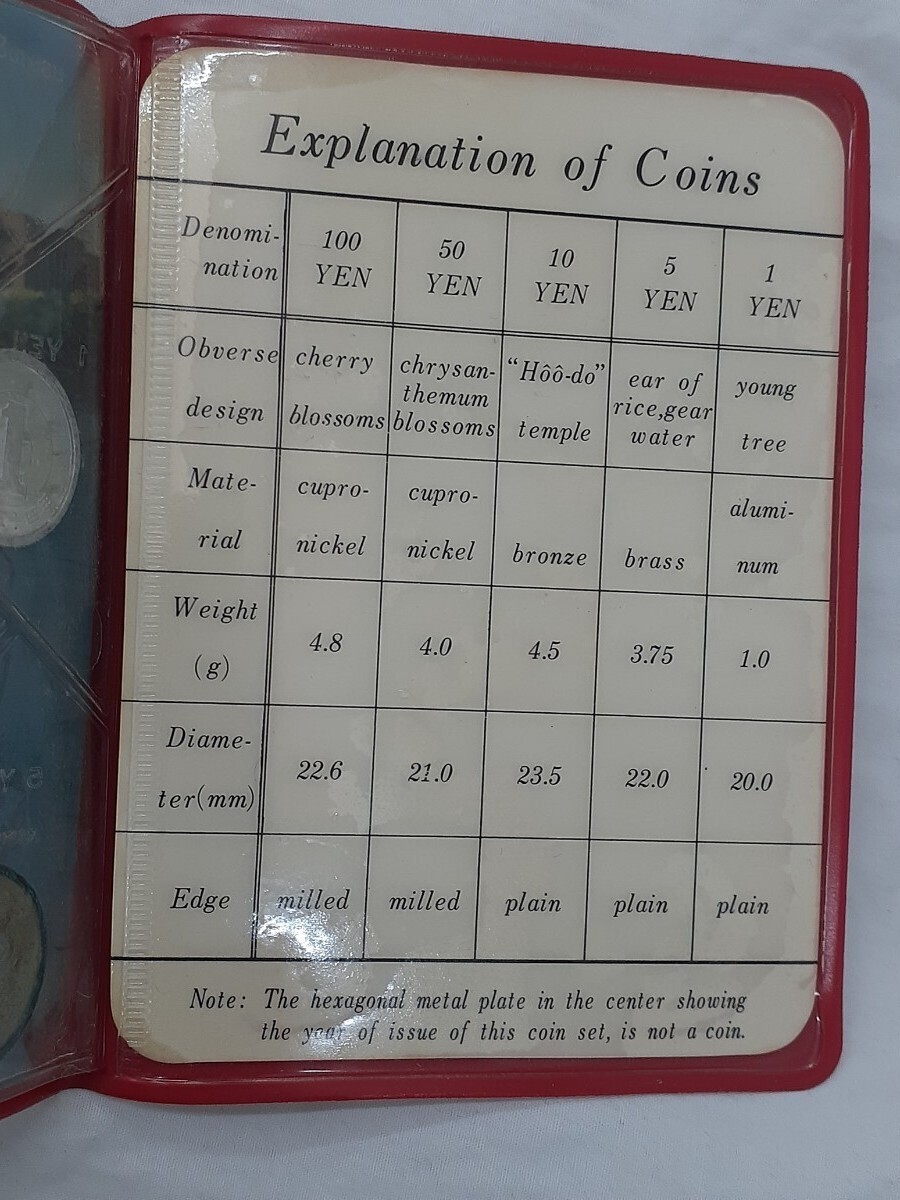 Explanation of Coins
Denomi-
nation
100
YEN
50
YEN
10
YEN
5
YEN
1
YEN
Obverse
design
cherry
blossoms
chrysan-
themum
blossoms
"Hôô-do"
temple
ear of
rice,gear
water
young
tree
Mate-
rial
cupro-
nickel
cupro-
nickel
bronze
brass
alumi-
num
Weight
(g)
4.8
4.0
4.5
3.75
1.0
Diame-
ter(mm)
22.6
21.0
23.5
22.0
20.0
Edge
milled
milled
plain
plain
plain
Note: The hexagonal metal plate in the center showing
the year of issue of this coin set, is not a coin.
1 YEN
5 Y